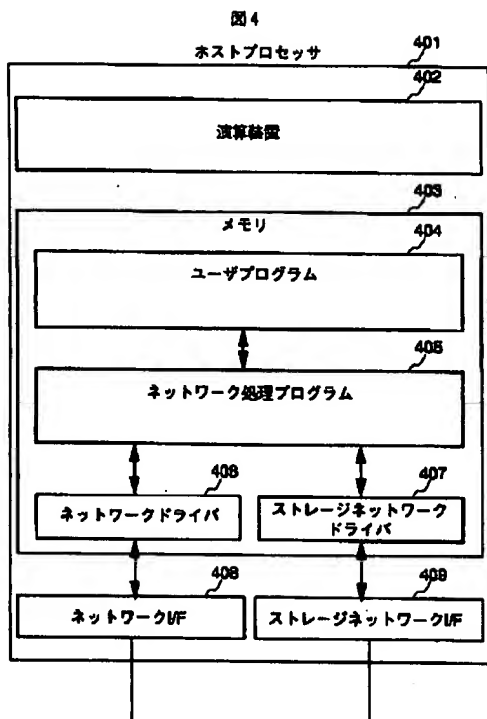 図4
ホストプロセッサ
401
402
演算装置
403
メモリ
404
ユーザプログラム
405
ネットワーク処理プログラム
406
ネットワークドライバ
407
ストレージネットワーク
ドライバ
408
ネットワークI/F
409
ストレージネットワークI/F